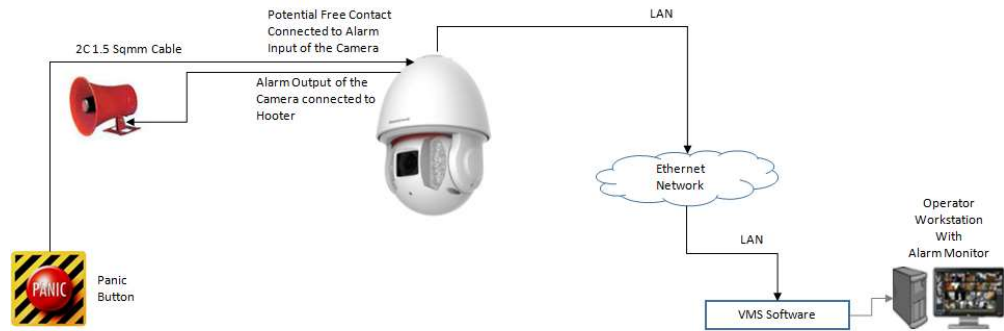 Potential Free Contact
Connected to Alarm
Input of the Camera
LAN
2C 1.5 Sqmm Cable
Alarm Output of the
Camera connected to
Hooter
Ethernet
Network
Operator
Workstation
With
Alarm Monitor
LAN
PANIC
Panic
Button
VMS Software